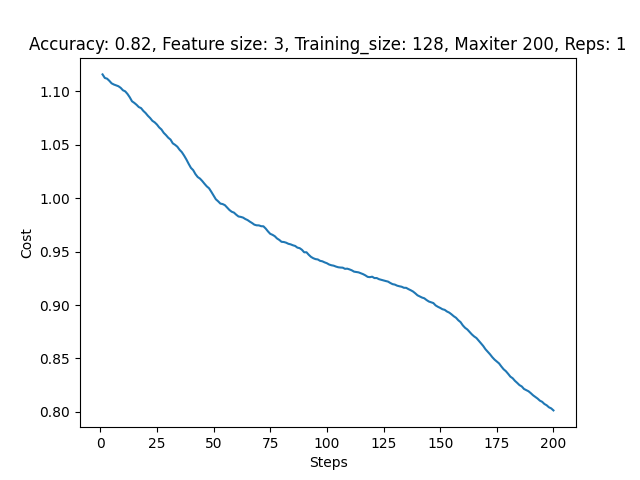 Accuracy: 0.82, Feature size: 3, Training_size: 128, Maxiter 200, Reps: 1
1.10
1.05
1.00
0.95
0.90
0.85
0.80
Cost
0 25 50 75 100 125 150 175 200
Steps